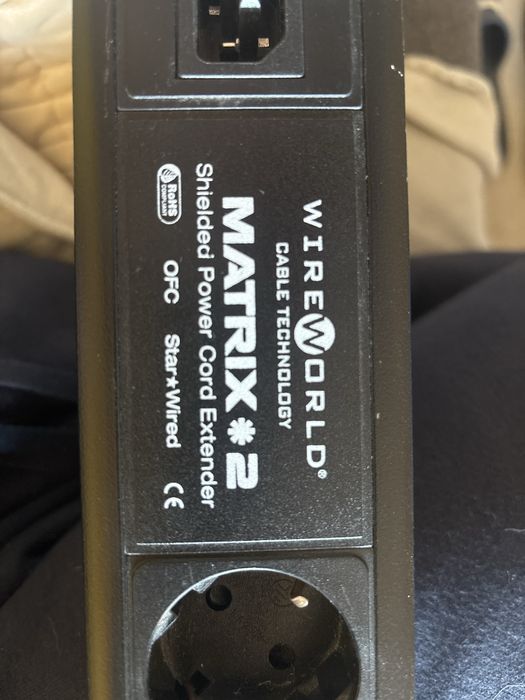 WIREWORLD®
CABLE TECHNOLOGY
MATRIX✱2
Shielded Power Cord Extender
RoHS COMPLIANT OFC Star★Wired CE